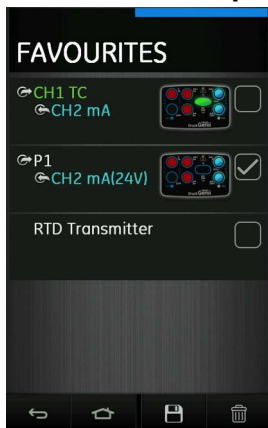 FAVOURITES
CH1 TC
CH2 mA
P1
CH2 mA(24V)
RTD Transmitter